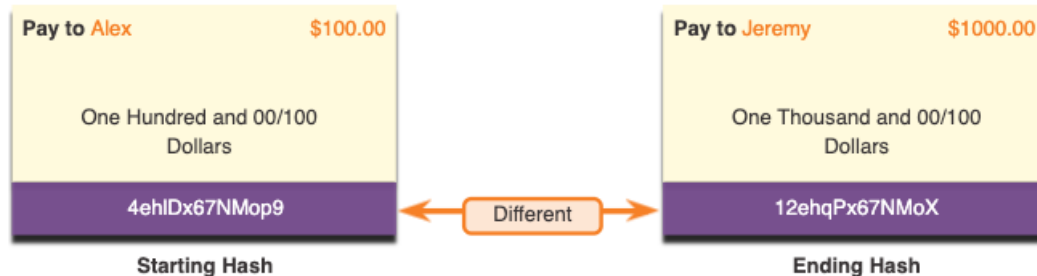 Pay to Alex $100.00
One Hundred and 00/100
Dollars
4ehlDx67NMop9
Starting Hash
Different
Pay to Jeremy $1000.00
One Thousand and 00/100
Dollars
12ehqPx67NMoX
Ending Hash